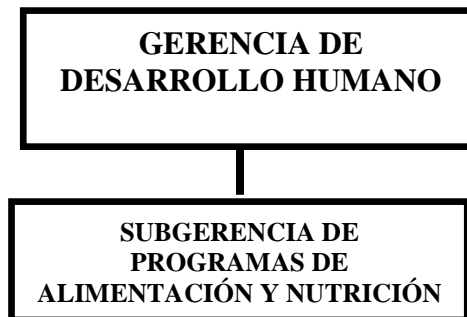 GERENCIA DE
DESARROLLO HUMANO
SUBGERENCIA DE
PROGRAMAS DE
ALIMENTACIÓN Y NUTRICIÓN